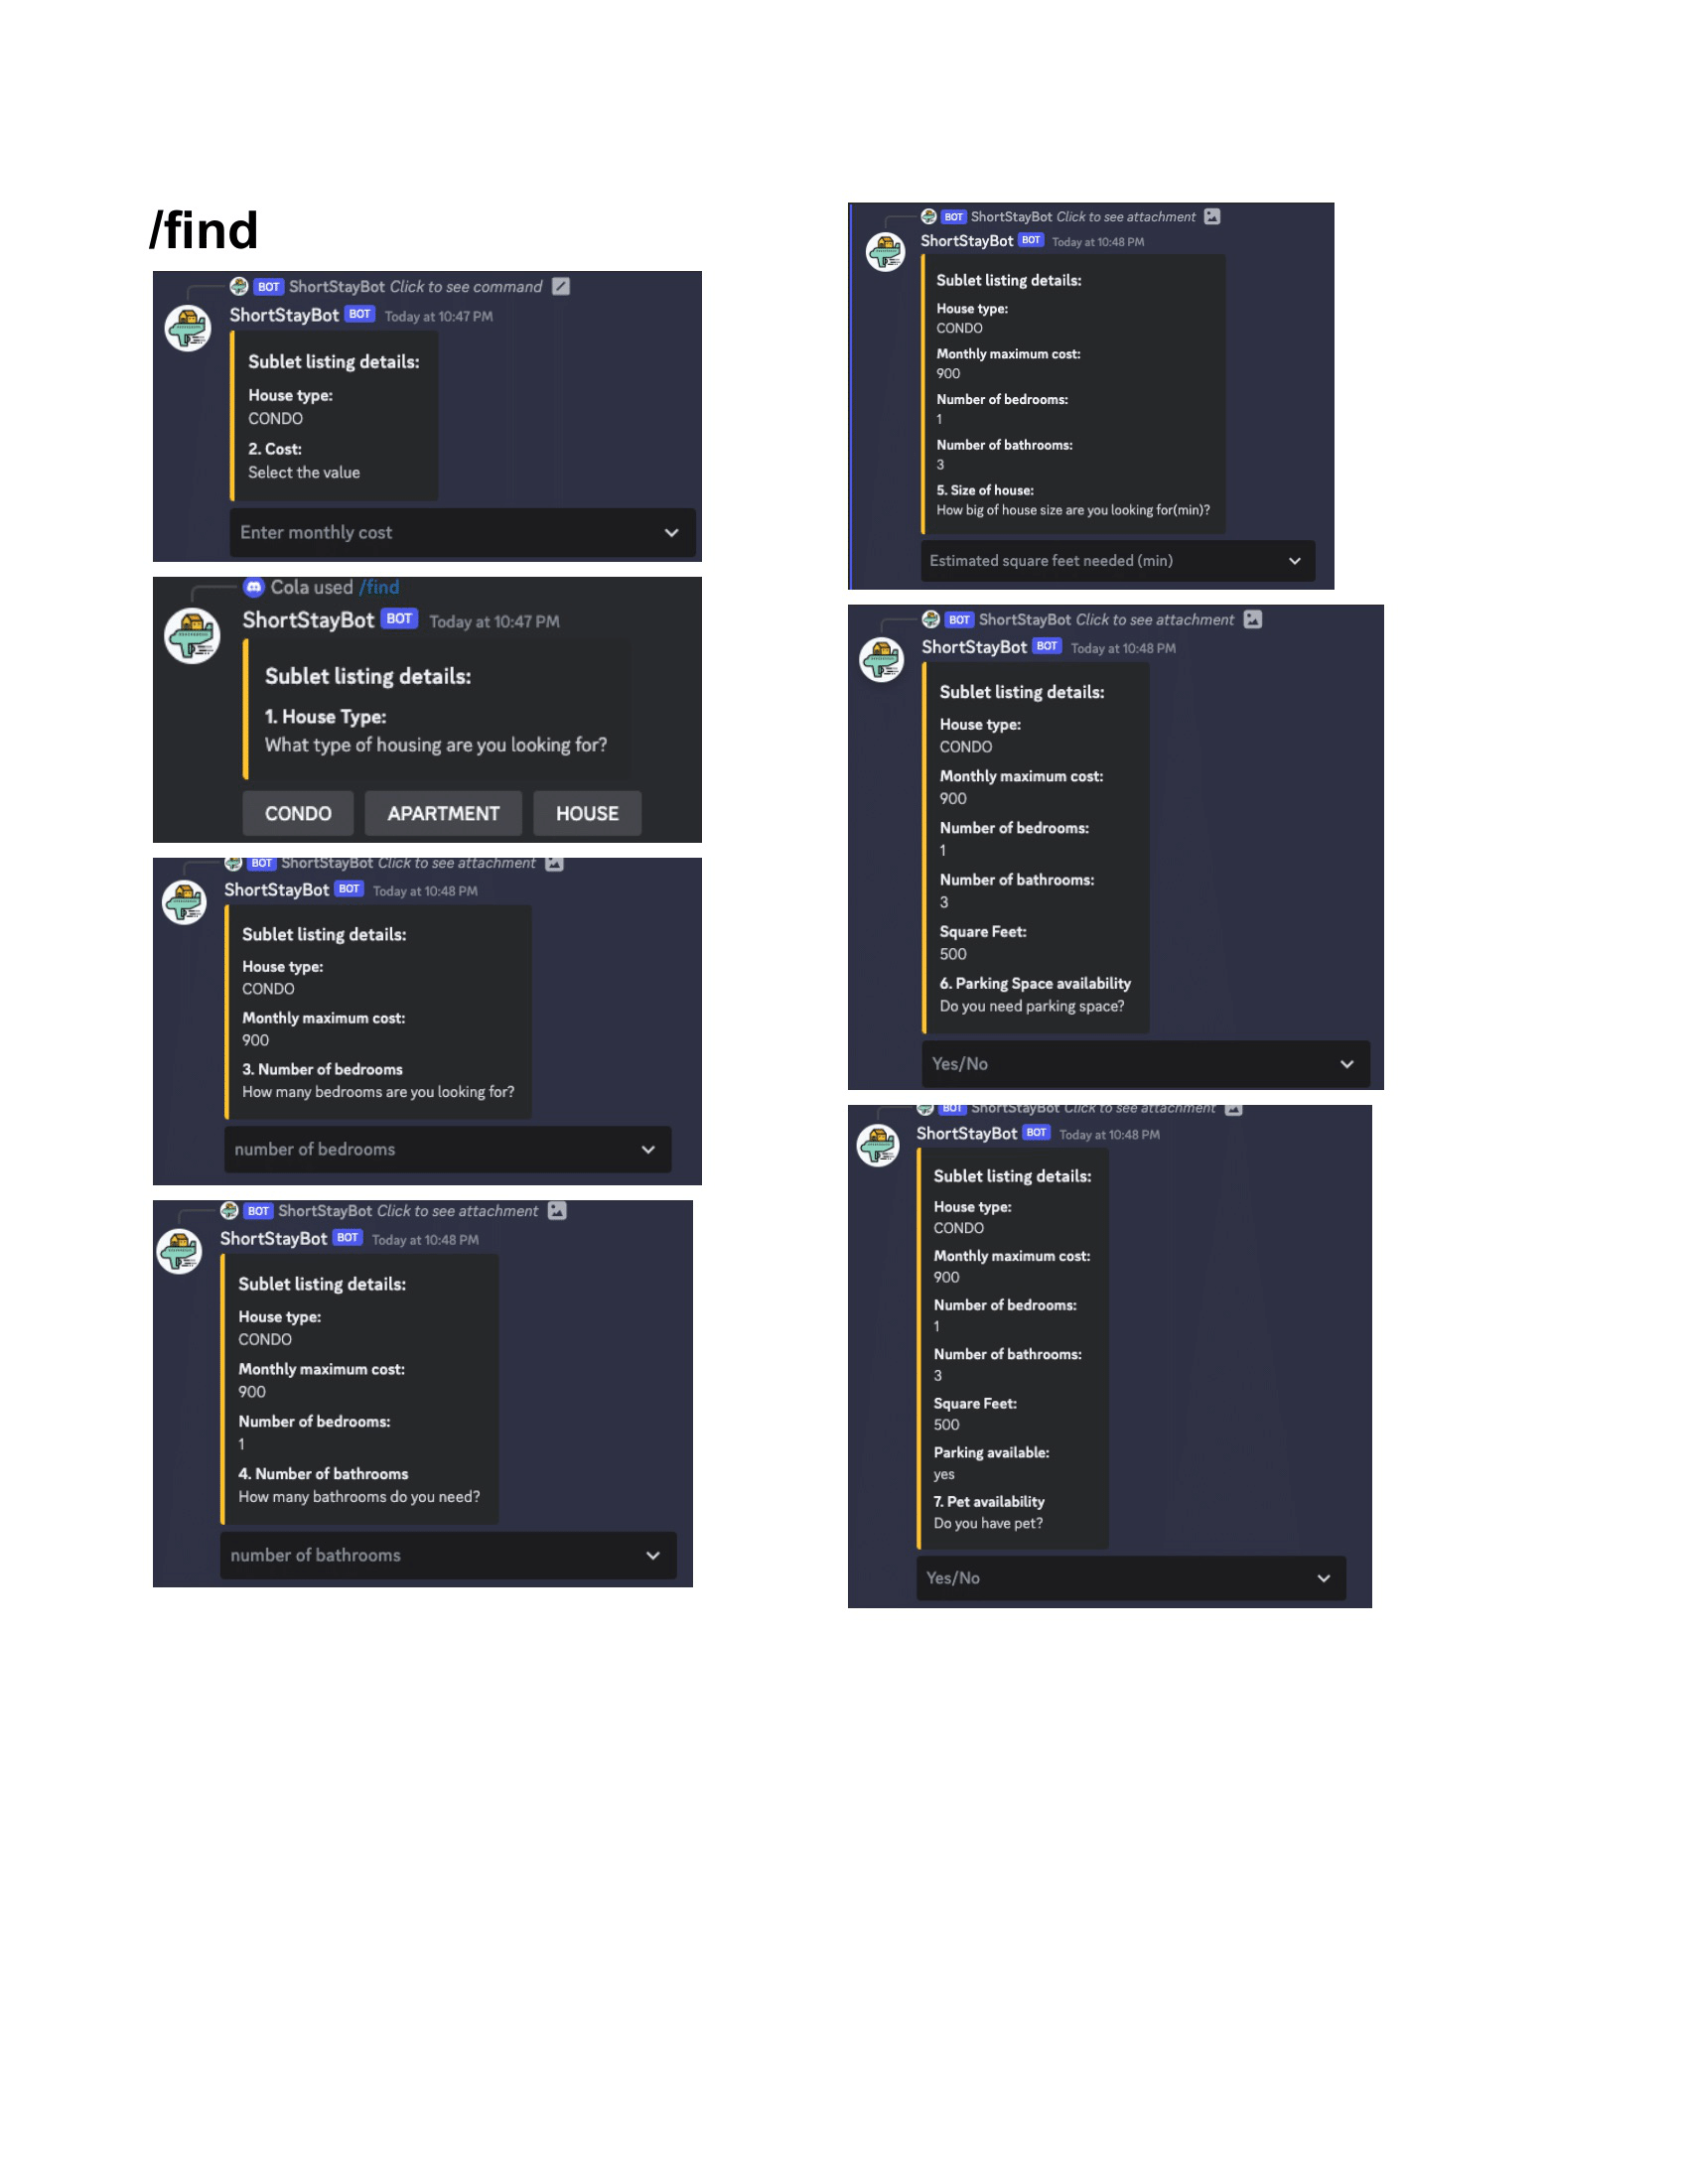 /find
BOT ShortStayBot Click to see command
ShortStayBot BOT Today at 10:47 PM
Sublet listing details:
House type:
CONDO
2. Cost:
Select the value
Enter monthly cost
Cola used /find
ShortStayBot BOT Today at 10:47 PM
Sublet listing details:
1. House Type:
What type of housing are you looking for?
CONDO APARTMENT HOUSE
BOT ShortStayBot Click to see attachment
ShortStayBot BOT Today at 10:48 PM
Sublet listing details:
House type:
CONDO
Monthly maximum cost:
900
3. Number of bedrooms
How many bedrooms are you looking for?
number of bedrooms
BOT ShortStayBot Click to see attachment
ShortStayBot BOT Today at 10:48 PM
Sublet listing details:
House type:
CONDO
Monthly maximum cost:
900
Number of bedrooms:
1
4. Number of bathrooms
How many bathrooms do you need?
number of bathrooms
BOT ShortStayBot Click to see attachment
ShortStayBot BOT Today at 10:48 PM
Sublet listing details:
House type:
CONDO
Monthly maximum cost:
900
Number of bedrooms:
1
Number of bathrooms:
3
5. Size of house:
How big of house size are you looking for(min)?
Estimated square feet needed (min)
BOT ShortStayBot Click to see attachment
ShortStayBot BOT Today at 10:48 PM
Sublet listing details:
House type:
CONDO
Monthly maximum cost:
900
Number of bedrooms:
1
Number of bathrooms:
3
Square Feet:
500
6. Parking Space availability
Do you need parking space?
Yes/No
BOT ShortStayBot Click to see attachment
ShortStayBot BOT Today at 10:48 PM
Sublet listing details:
House type:
CONDO
Monthly maximum cost:
900
Number of bedrooms:
1
Number of bathrooms:
3
Square Feet:
500
Parking available:
yes
7. Pet availability
Do you have pet?
Yes/No